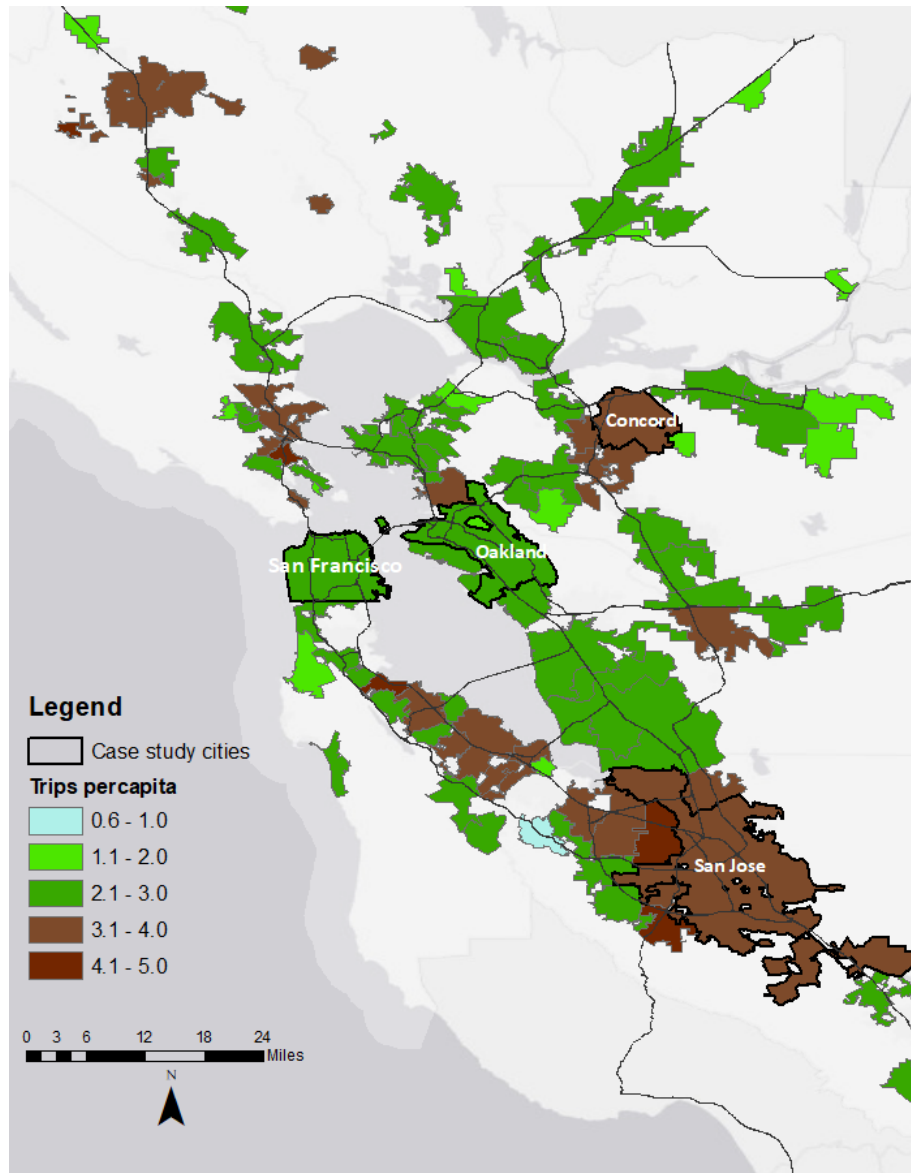 Concord
Oakland
San Francisco
San Jose
Legend
Case study cities
Trips percapita
0.6 - 1.0
1.1 - 2.0
2.1 - 3.0
3.1 - 4.0
4.1 - 5.0
0 3 6 12 18 24
Miles
N